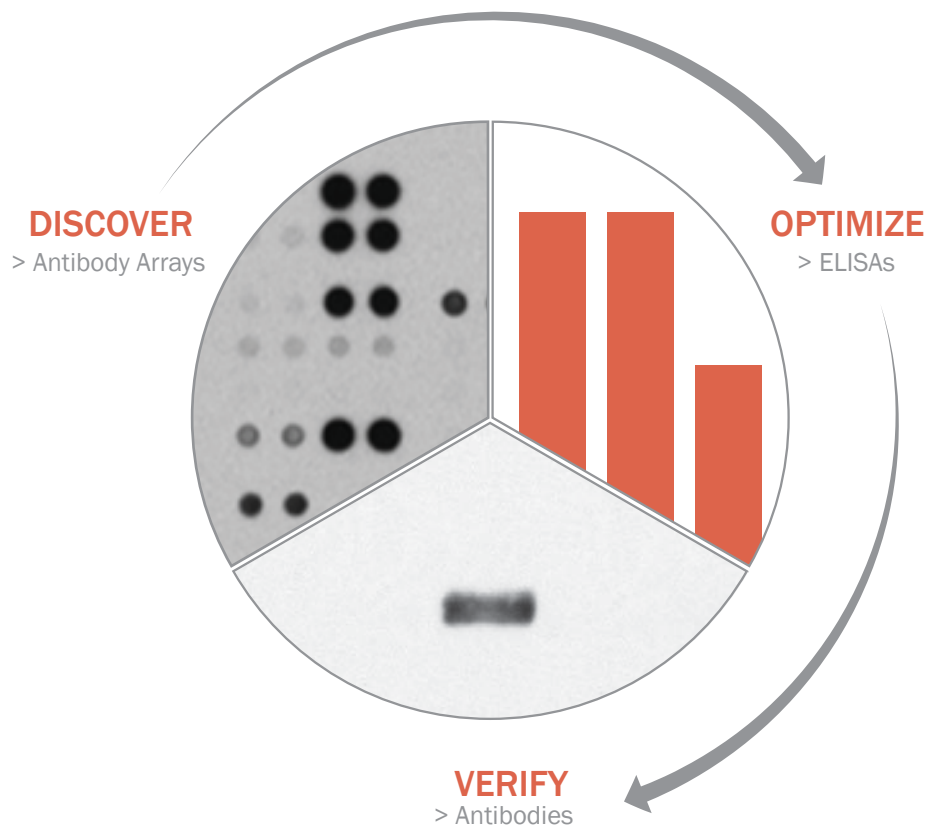 DISCOVER
> Antibody Arrays
OPTIMIZE
> ELISAs
VERIFY
> Antibodies